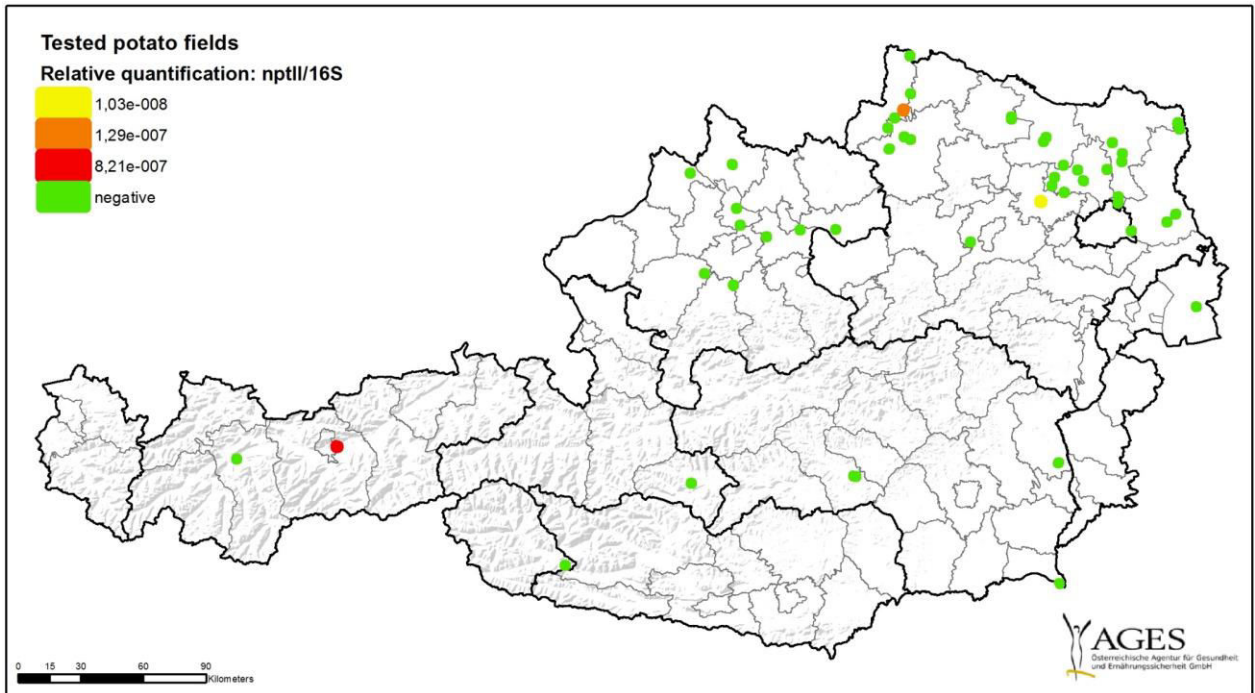 Tested potato fields
Relative quantification: nptII/16S
1,03e-008
1,29e-007
8,21e-007
negative
0 15 30 60 90
Kilometers
AGES
Österreichische Agentur für Gesundheit
und Ernährungssicherheit GmbH